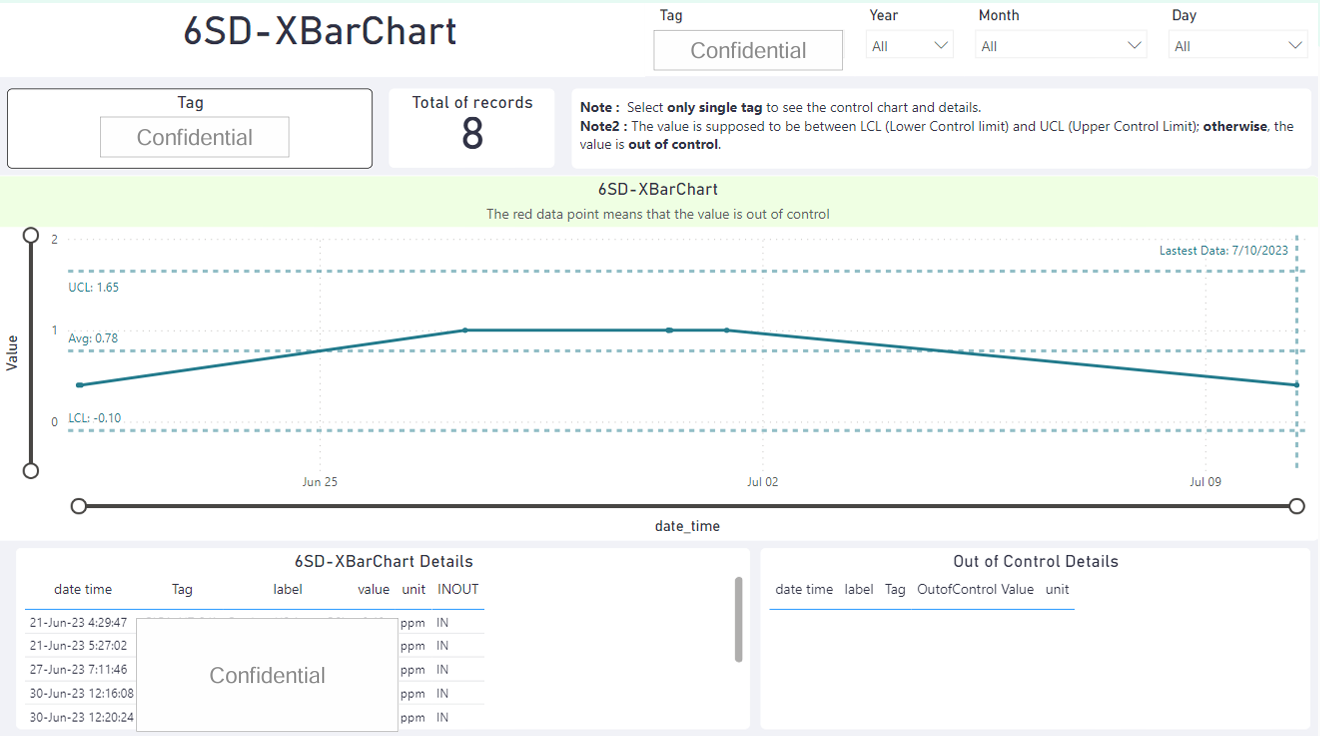 6SD-XBarChart
Tag
Confidential
Year
All
Month
All
Day
All
Tag
Confidential
Total of records
8
Note : Select only single tag to see the control chart and details.
Note2 : The value is supposed to be between LCL (Lower Control limit) and UCL (Upper Control Limit); otherwise, the
value is out of control.
6SD-XBarChart
The red data point means that the value is out of control
2
Lastest Data: 7/10/2023
UCL: 1.65
1
Avg: 0.78
Value
0
LCL: -0.10
Jun 25 Jul 02 Jul 09
date_time
6SD-XBarChart Details
date time Tag label value unit INOUT
21-Jun-23 4:29:47 ppm IN
21-Jun-23 5:27:02 ppm IN
27-Jun-23 7:11:46 ppm IN
30-Jun-23 12:16:08 ppm IN
30-Jun-23 12:20:24 ppm IN
Confidential
Out of Control Details
date time label Tag OutofControl Value unit